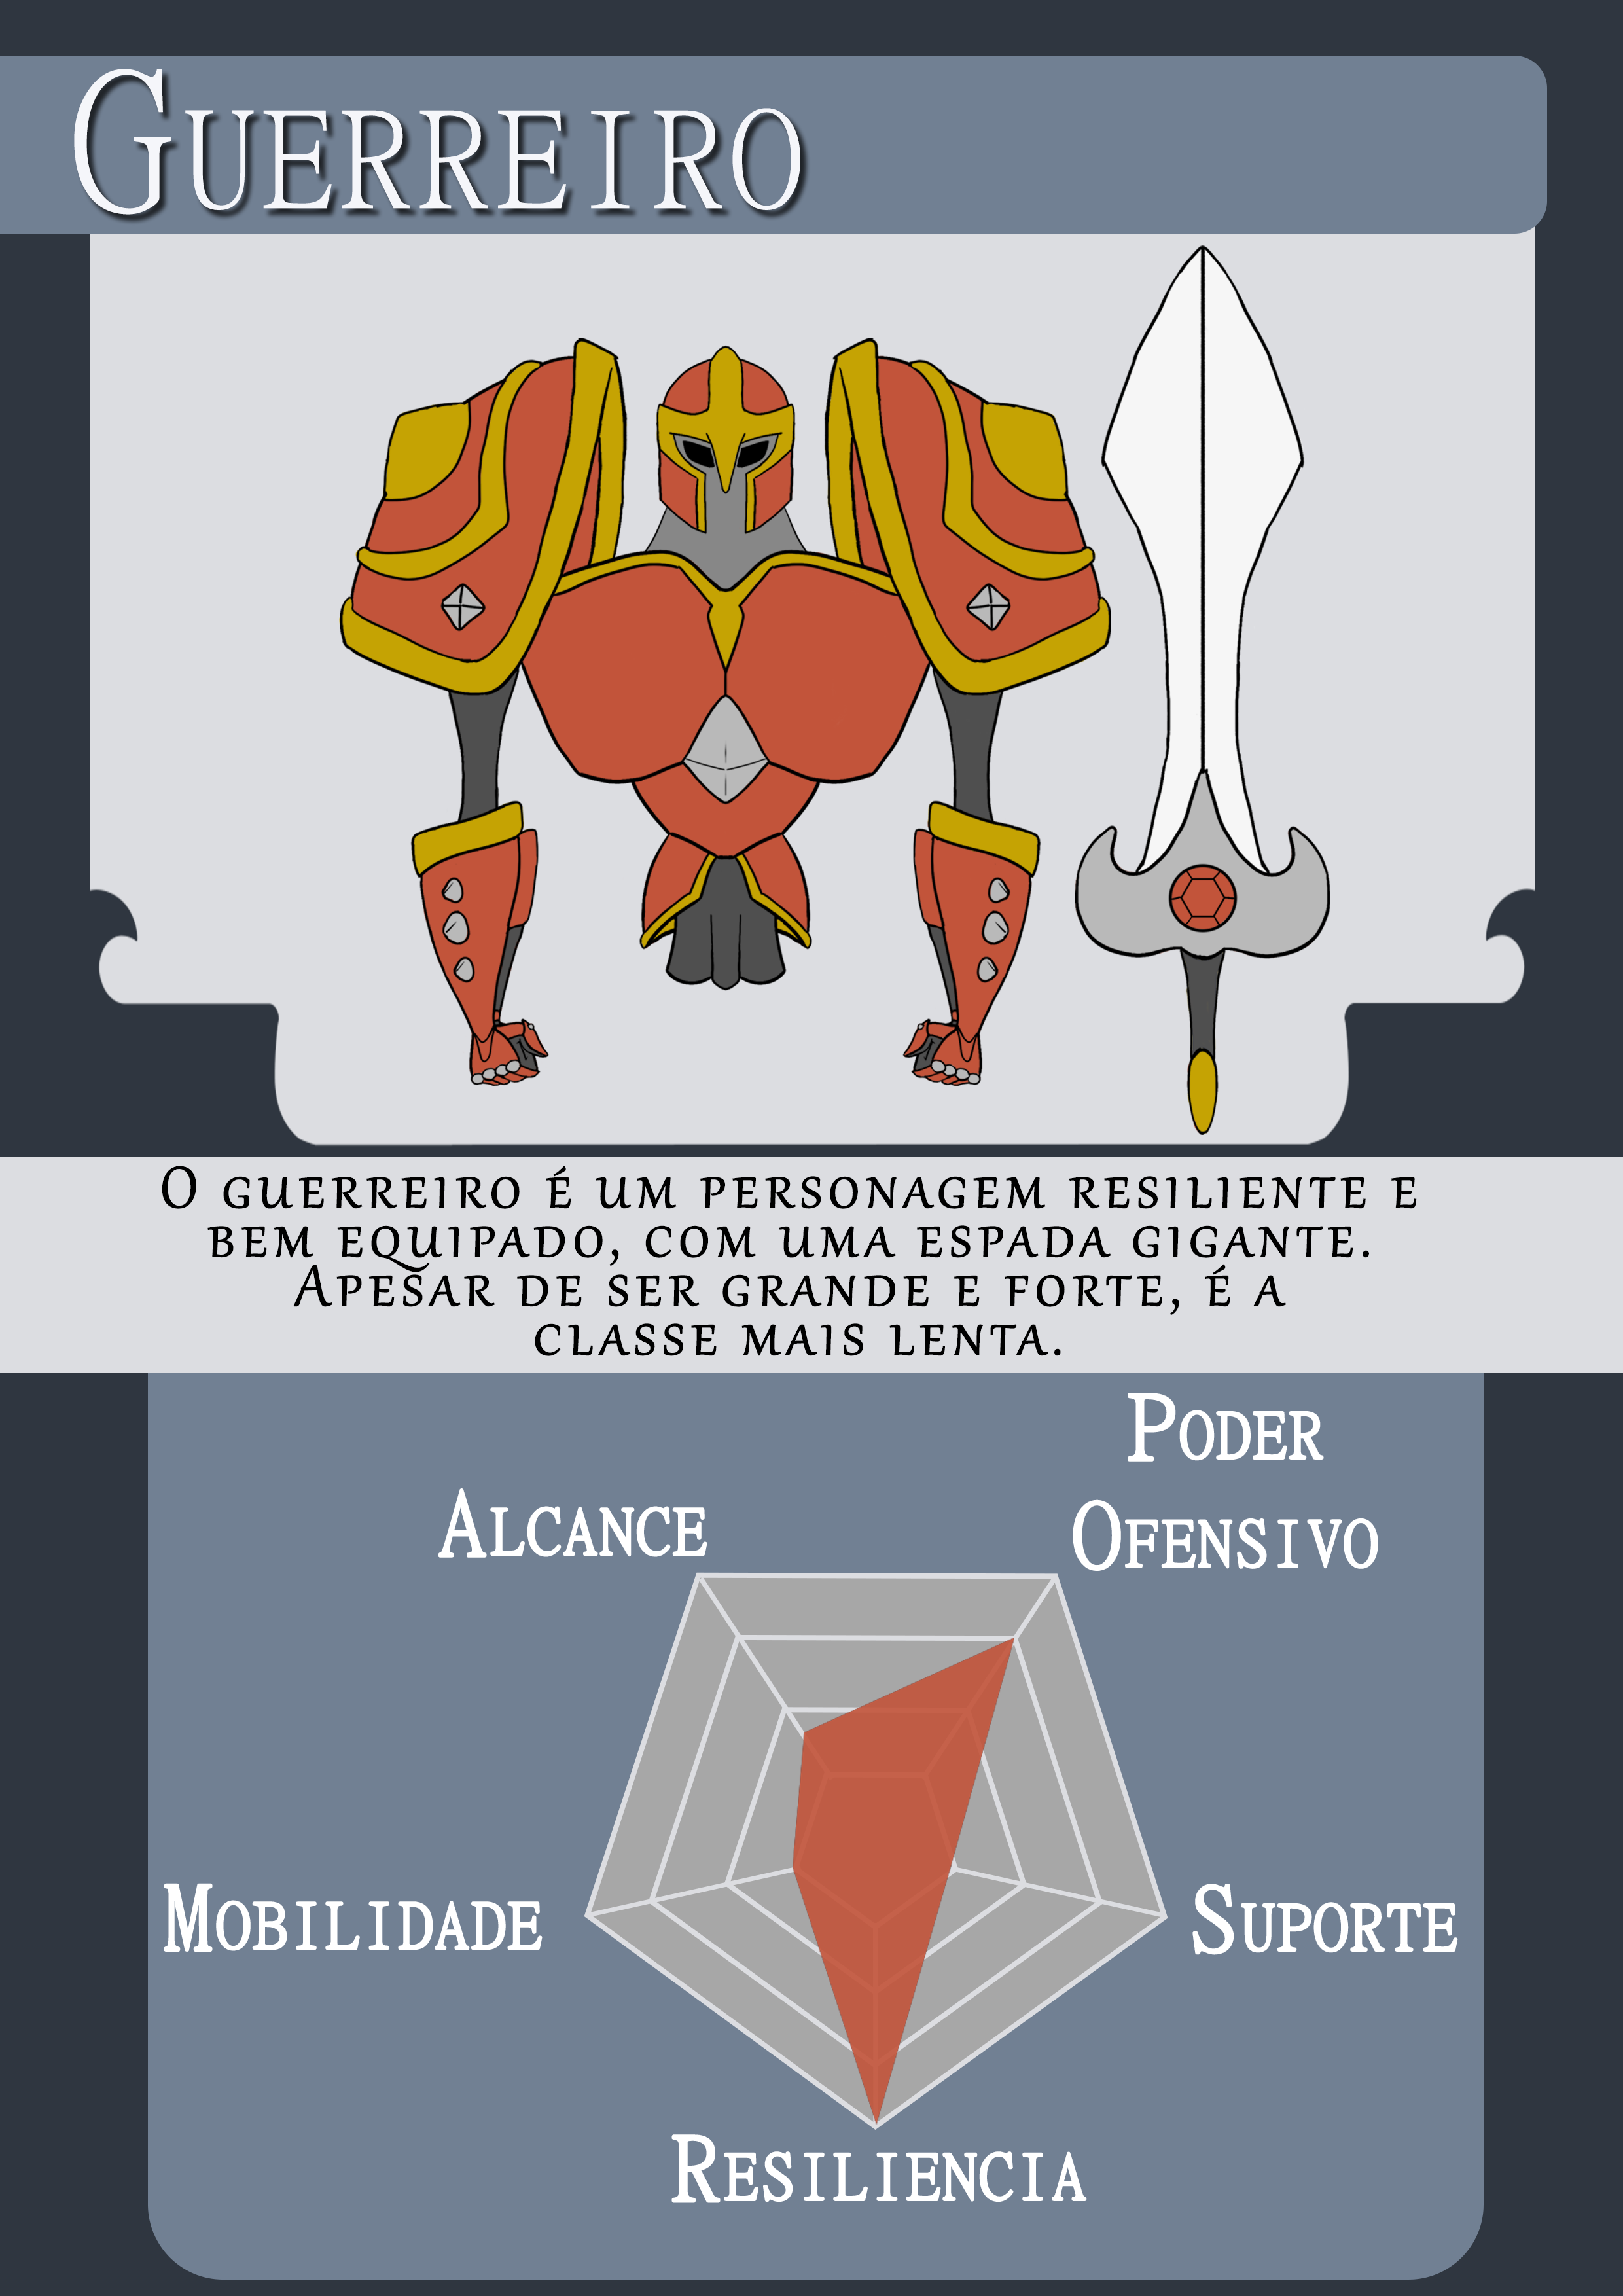 Guerreiro
O guerreiro é um personagem resiliente e
bem equipado, com uma espada gigante.
Apesar de ser grande e forte, é a
classe mais lenta.
Poder
Ofensivo
Alcance
Mobilidade
Suporte
Resiliencia